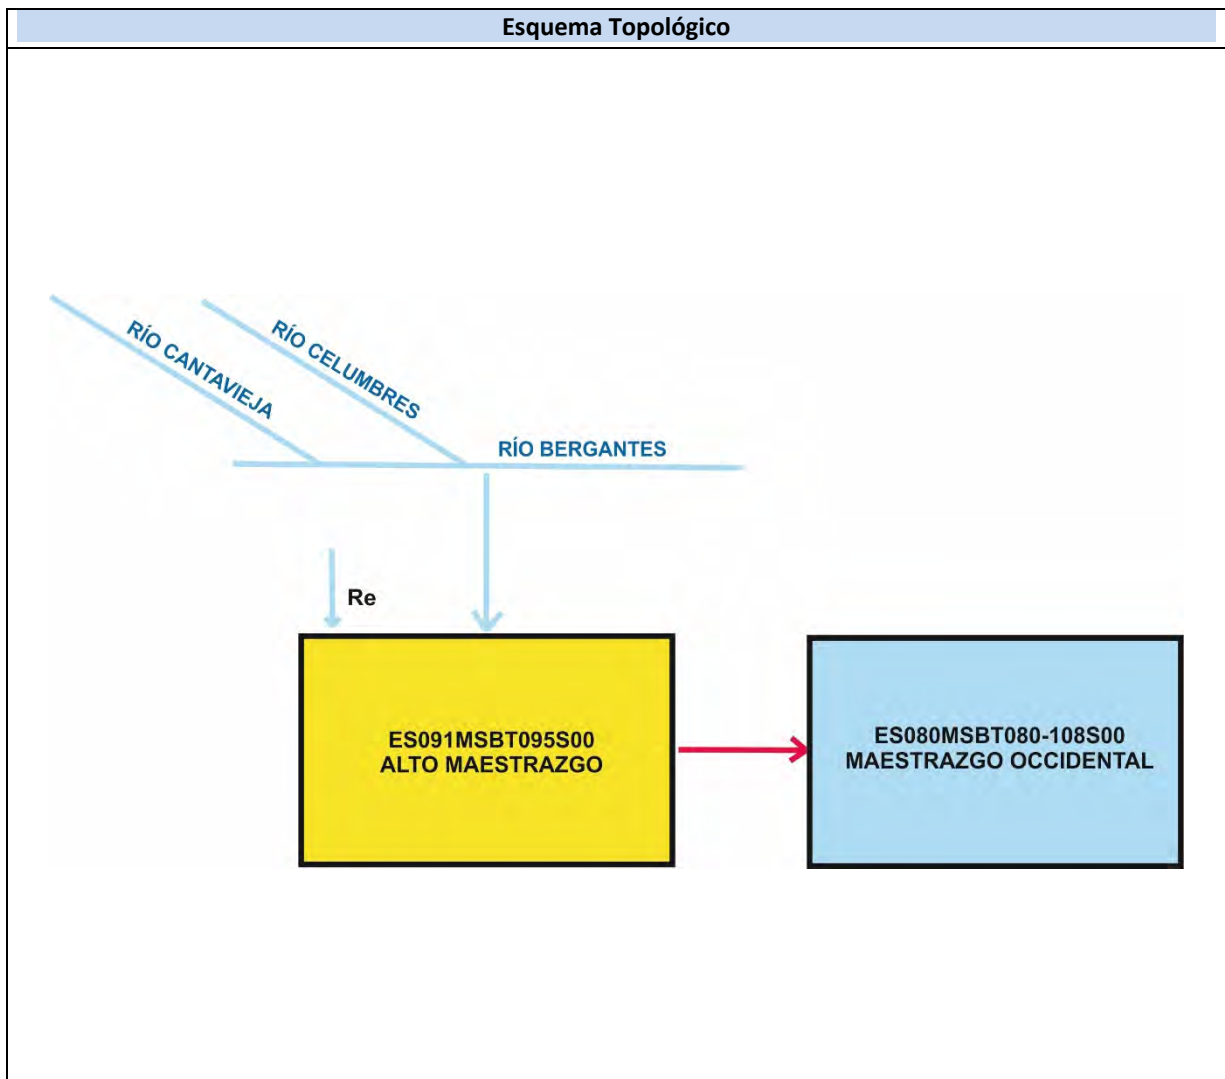 Esquema Topológico
RÍO CANTAVIEJA
RÍO CELUMBRES
RÍO BERGANTES
Re
ES091MSBT095S00
ALTO MAESTRAZGO
ES080MSBT080-108S00
MAESTRAZGO OCCIDENTAL